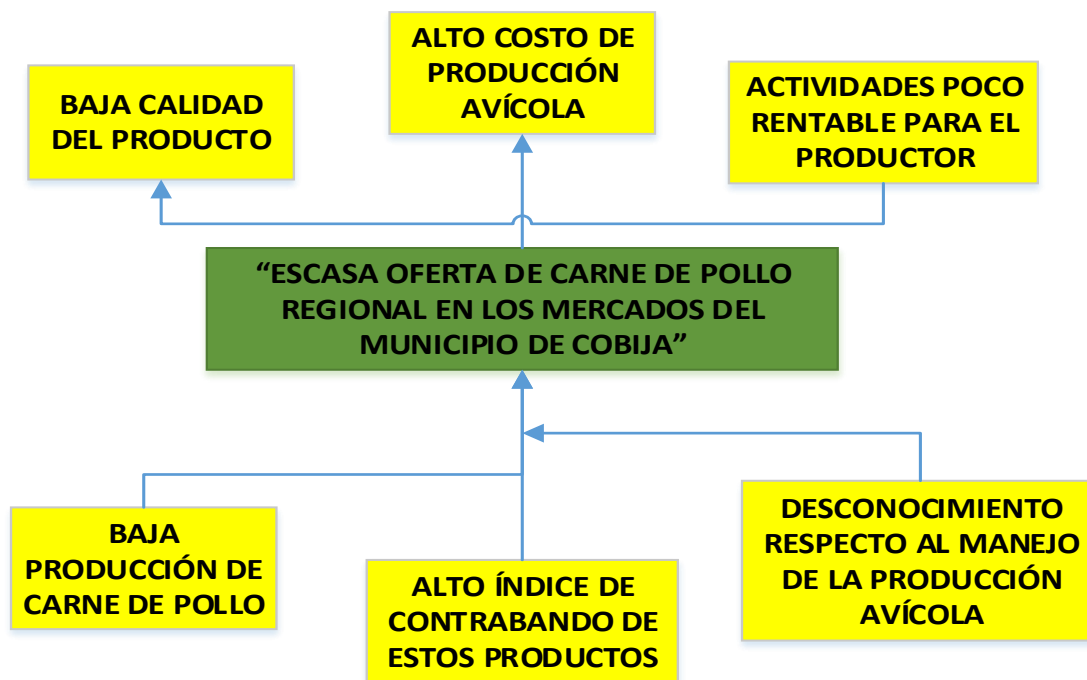 ALTO COSTO DE
PRODUCCIÓN
AVÍCOLA
BAJA CALIDAD
DEL PRODUCTO
ACTIVIDADES POCO
RENTABLE PARA EL
PRODUCTOR
“ESCASA OFERTA DE CARNE DE POLLO
REGIONAL EN LOS MERCADOS DEL
MUNICIPIO DE COBIJA”
BAJA
PRODUCCIÓN DE
CARNE DE POLLO
ALTO ÍNDICE DE
CONTRABANDO DE
ESTOS PRODUCTOS
DESCONOCIMIENTO
RESPECTO AL MANEJO
DE LA PRODUCCIÓN
AVÍCOLA